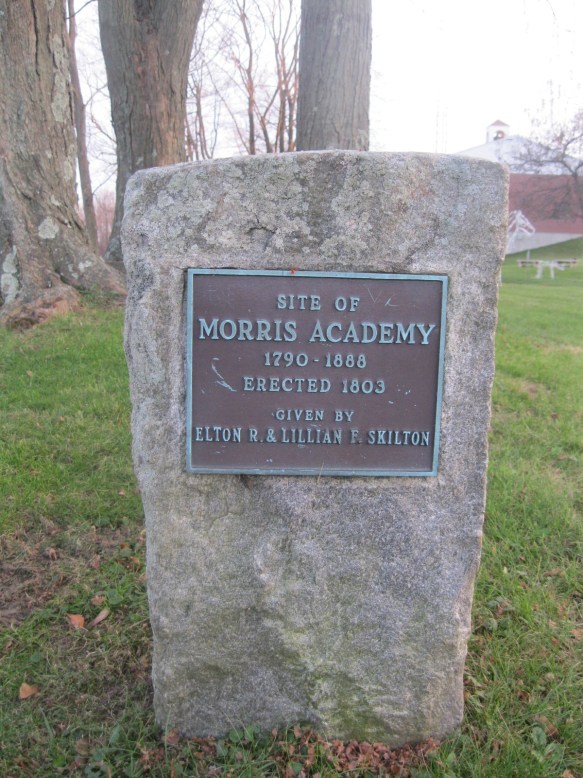 SITE OF
MORRIS ACADEMY
1790-1888
ERECTED 1803
GIVEN BY
ELTON R. & LILLIAN F. SKILTON